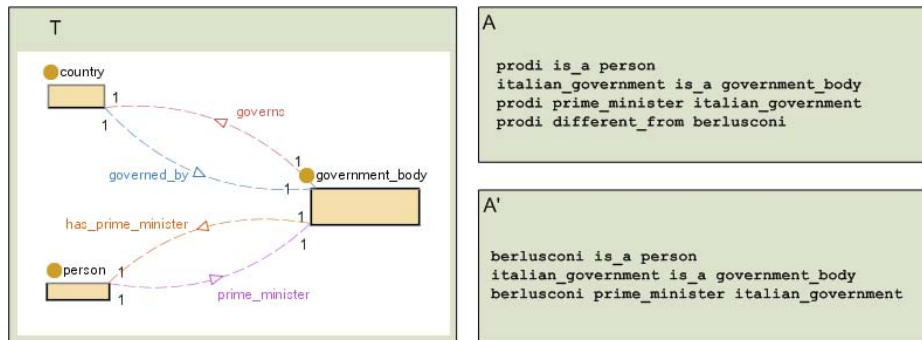 T
country
1
1
governs
governed_by
1
government_body
1
has_prime_minister
1
1
person
1
1
prime_minister
A
prodi is_a person
italian_government is_a government_body
prodi prime_minister italian_government
prodi different_from berlusconi
A'
berlusconi is_a person
italian_government is_a government_body
berlusconi prime_minister italian_government